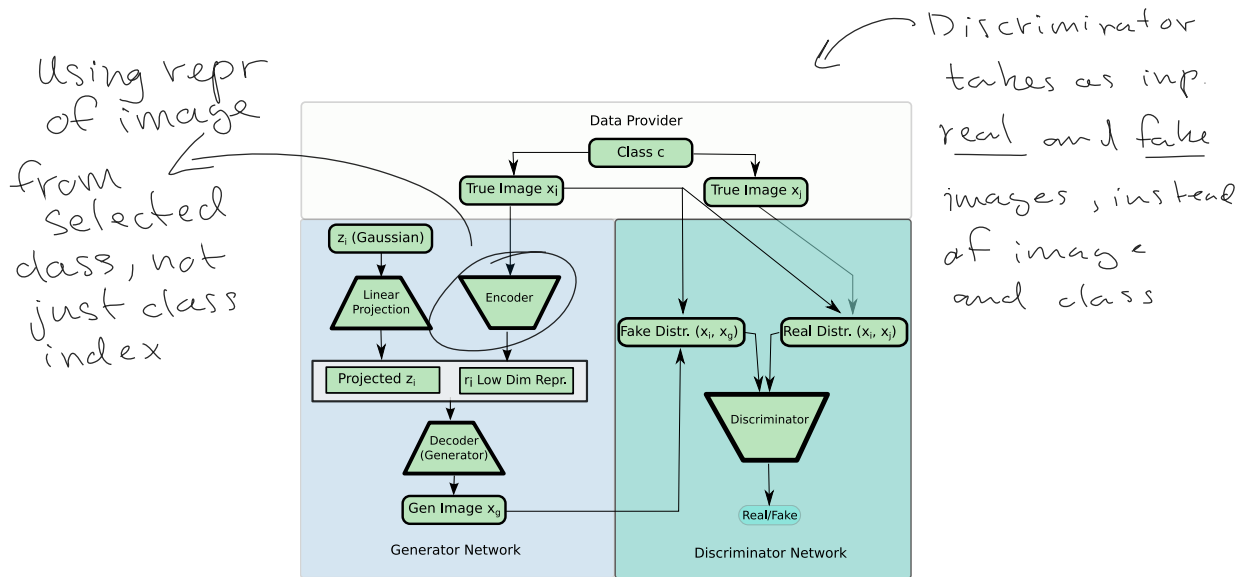 Using repr
of image
from
selected
class, not
just class
index
Discriminator
takes as inp.
real and fake
images, instead
of image
and class
Data Provider
Class c
True Image xᵢ
True Image xⱼ
zᵢ (Gaussian)
Linear
Projection
Encoder
Projected zᵢ
rᵢ Low Dim Repr.
Decoder
(Generator)
Gen Image x_g
Generator Network
Fake Distr. (xᵢ, x_g)
Real Distr. (xᵢ, xⱼ)
Discriminator
Real/Fake
Discriminator Network